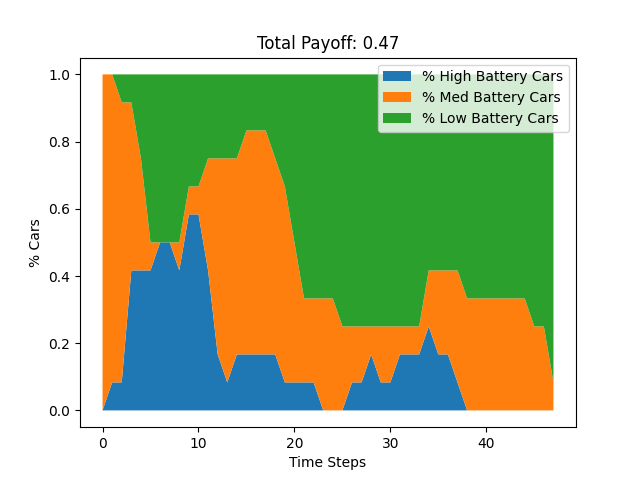 Total Payoff: 0.47
% High Battery Cars
% Med Battery Cars
% Low Battery Cars
1.0
0.8
0.6
0.4
0.2
0.0
% Cars
0 10 20 30 40
Time Steps